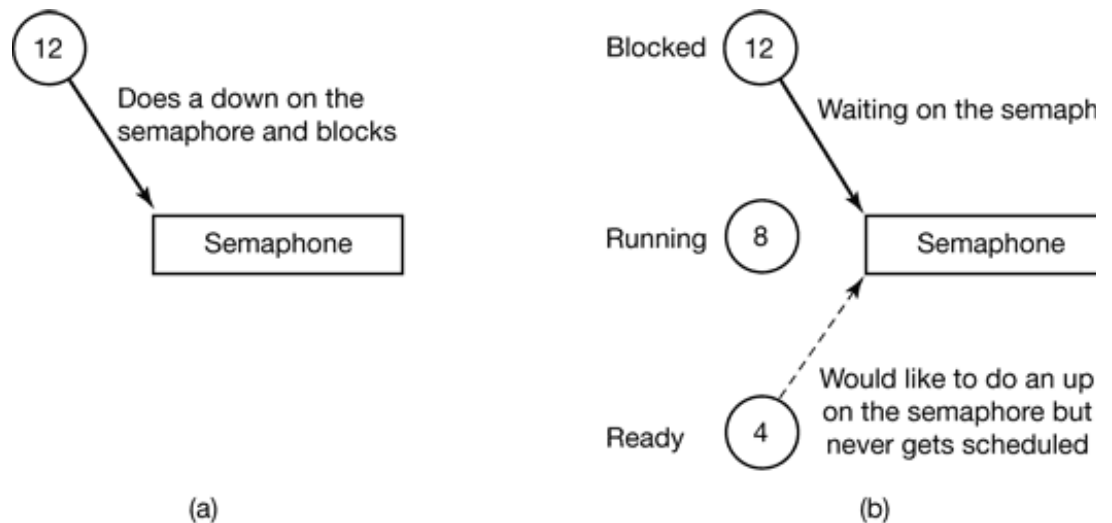 12
Does a down on the
semaphore and blocks
Semaphone
(a)
Blocked
12
Waiting on the semaph
Running
8
Semaphone
Would like to do an up
on the semaphore but
never gets scheduled
Ready
4
(b)